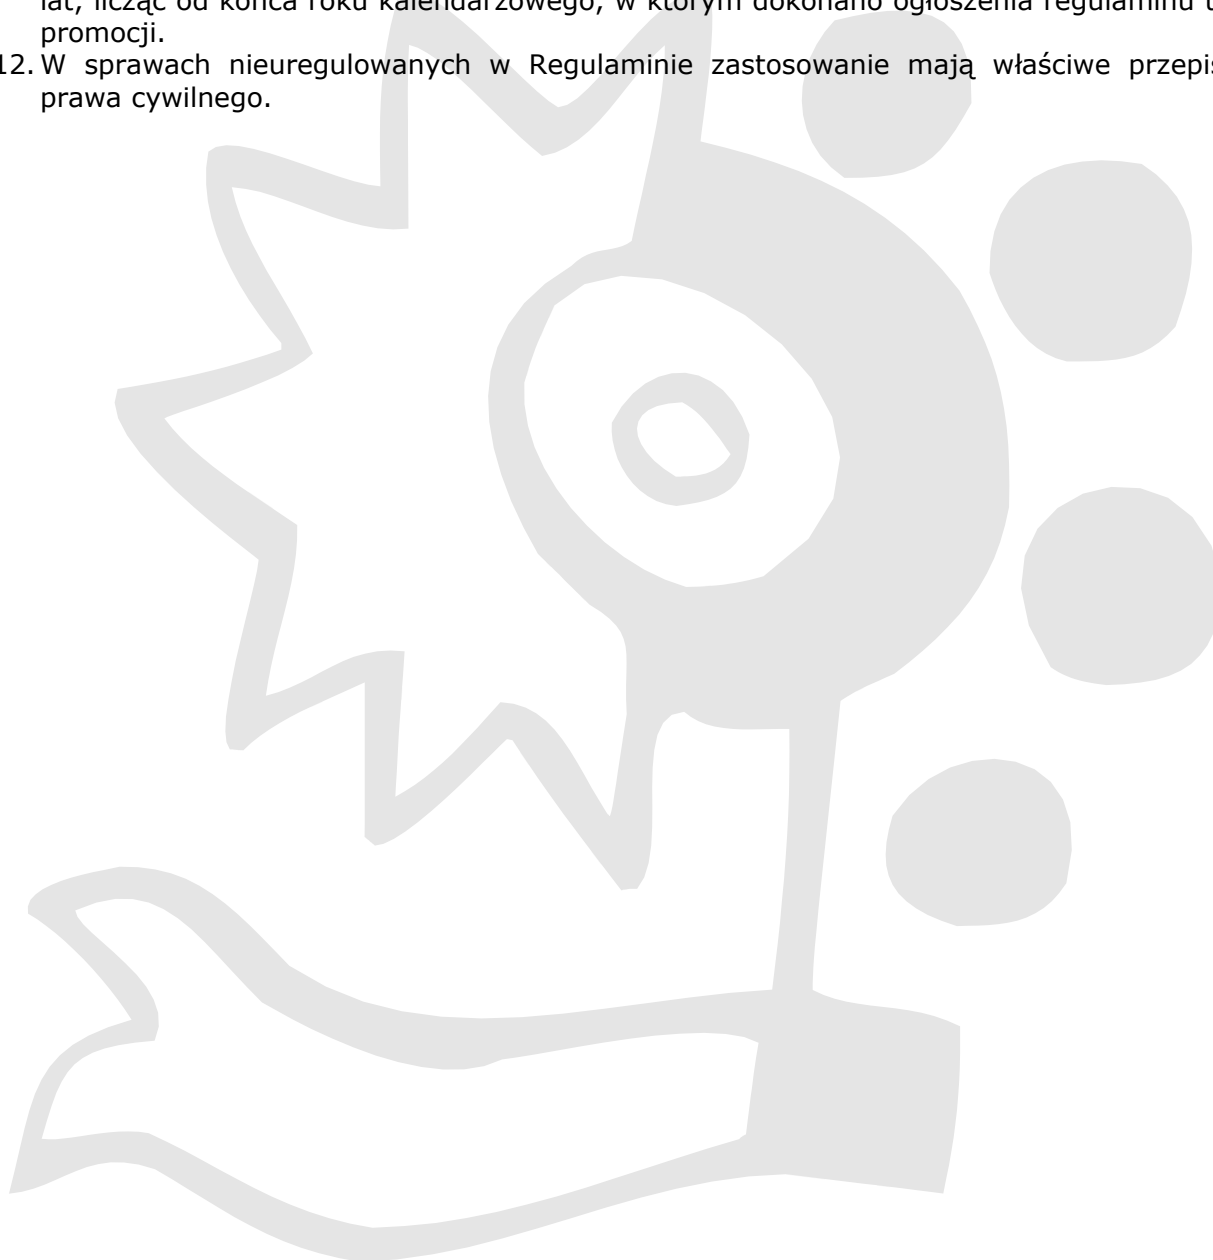 lat, licząc od końca roku kalendarzowego, w którym dokonano ogłoszenia regulaminu
promocji.
12. W sprawach nieuregulowanych w Regulaminie zastosowanie mają właściwe
prawa cywilnego.